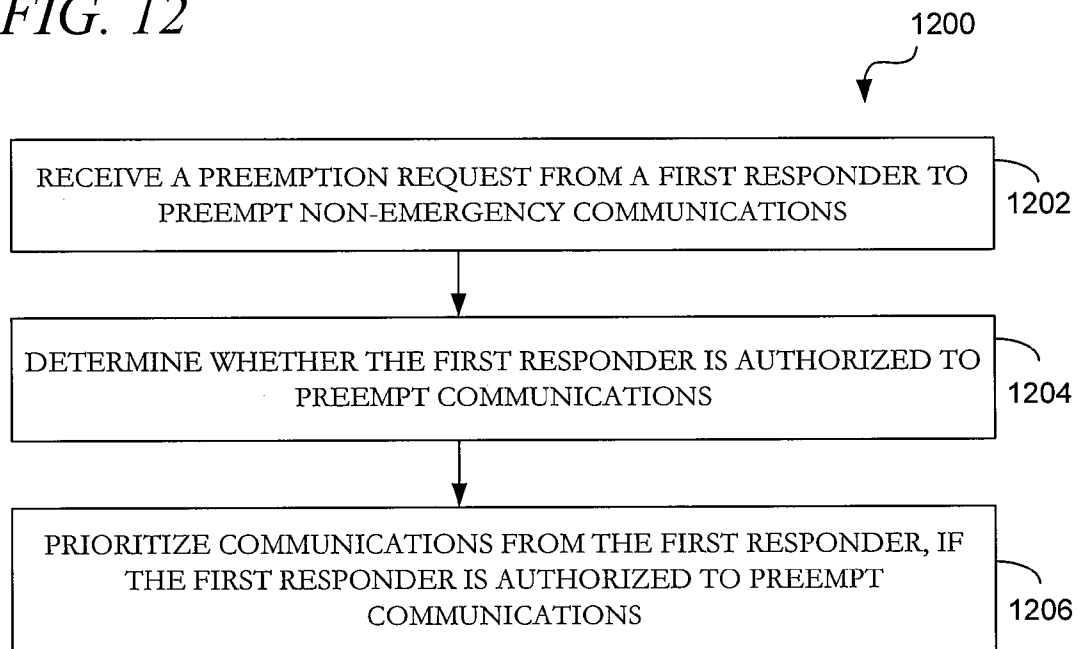 FIG. 12
1200
RECEIVE A PREEMPTION REQUEST FROM A FIRST RESPONDER TO
PREEMPT NON-EMERGENCY COMMUNICATIONS
1202
DETERMINE WHETHER THE FIRST RESPONDER IS AUTHORIZED TO
PREEMPT COMMUNICATIONS
1204
PRIORITIZE COMMUNICATIONS FROM THE FIRST RESPONDER, IF
THE FIRST RESPONDER IS AUTHORIZED TO PREEMPT
COMMUNICATIONS
1206